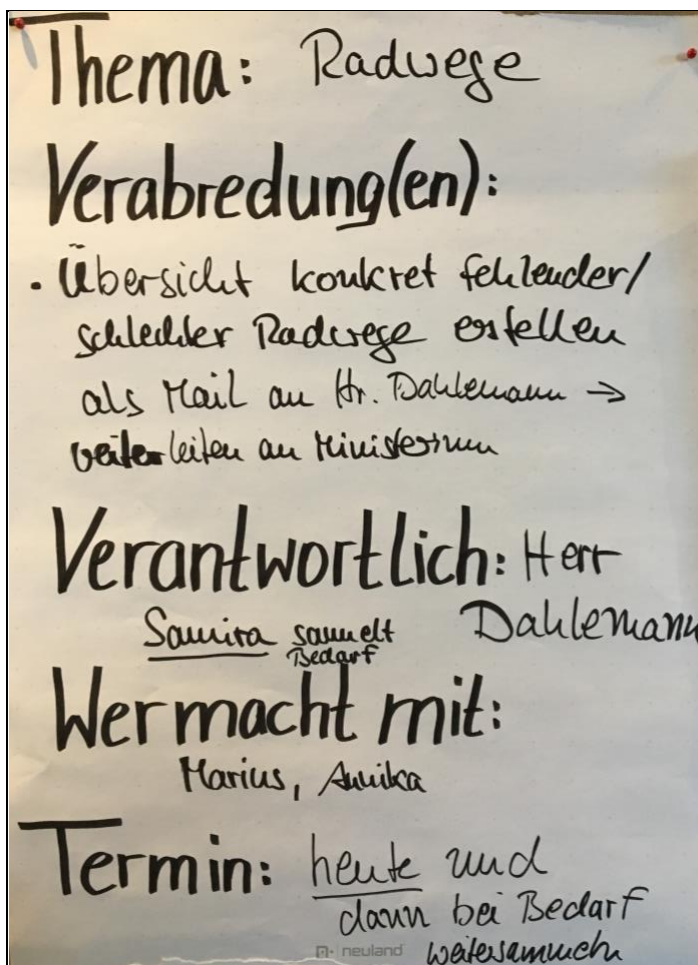 Thema: Radwege
Verabredung(en):
• Übersicht konkret fehlender/
schlechter Radwege erstellen
als Mail an Hr. Dahlemann →
weiterleiten an Ministerium
Verantwortlich: Herr
Dahlemann
Samira sammelt
Bedarf
Wer macht mit:
Marius, Annika
Termin: heute und
dann bei Bedarf
weitersammeln
neuland